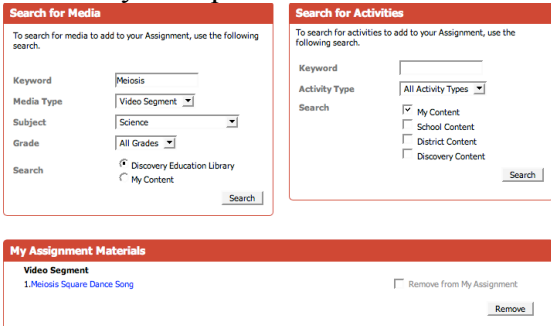 Search for Media
To search for media to add to your Assignment, use the following
search.
Keyword Meiosis
Media Type Video Segment
Subject Science
Grade All Grades
Search Discovery Education Library
My Content
Search
Search for Activities
To search for activities to add to your Assignment, use the
following search.
Keyword
Activity Type All Activity Types
Search My Content
School Content
District Content
Discovery Content
Search
My Assignment Materials
Video Segment
1.Meiosis Square Dance Song
Remove from My Assignment
Remove